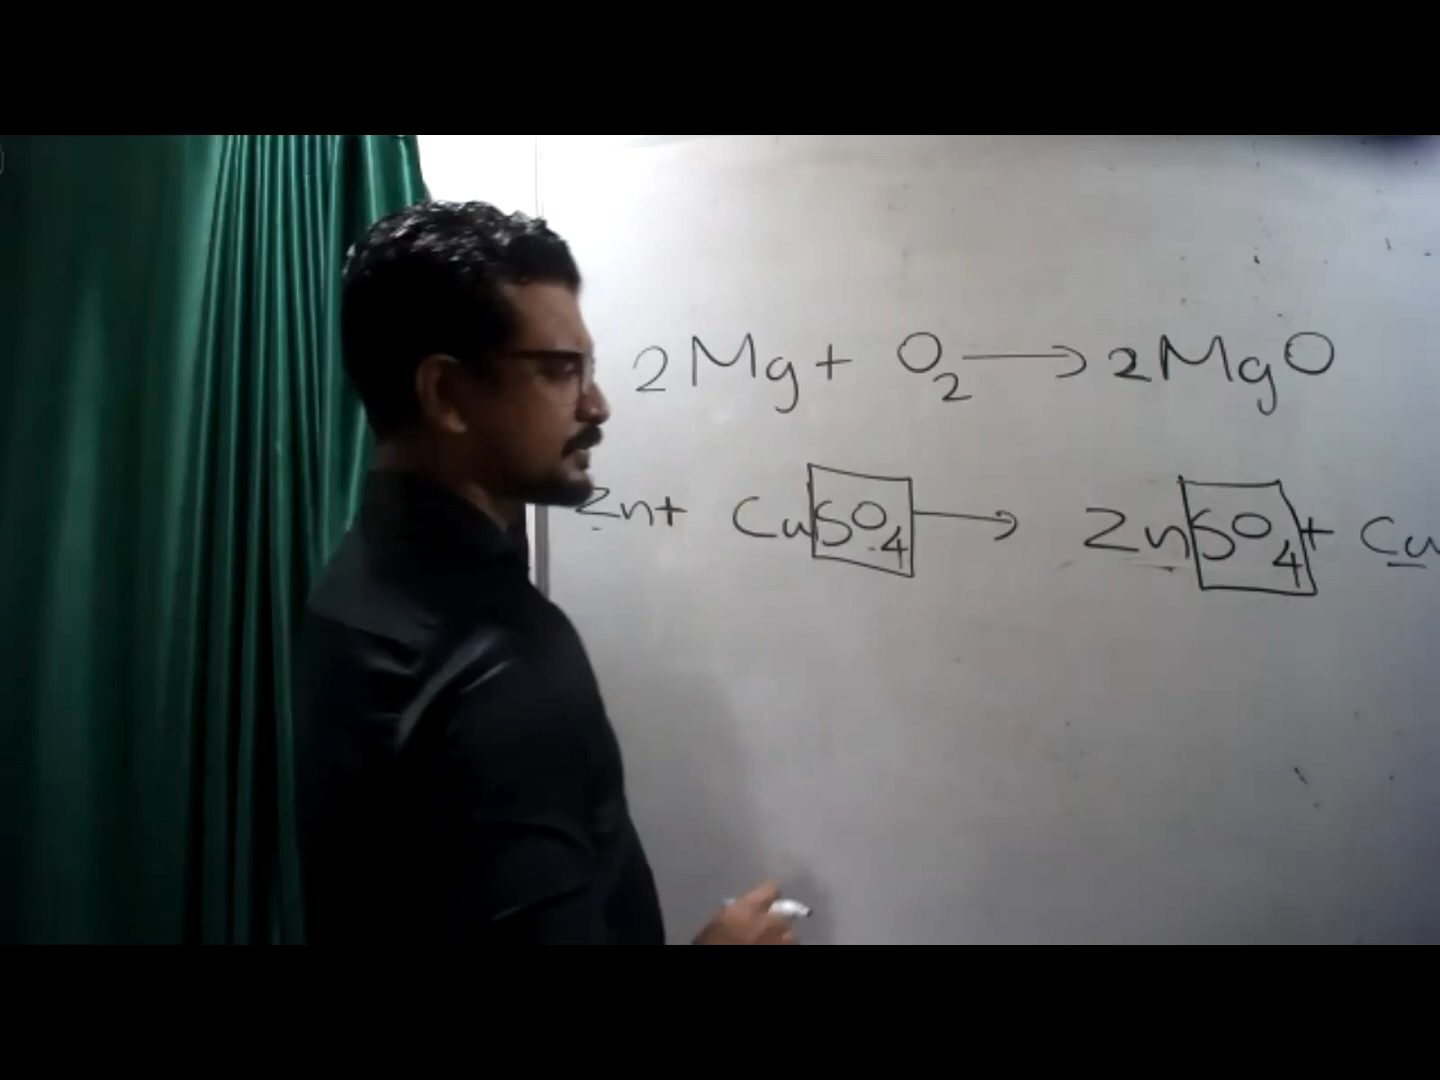 2Mg + O₂ → 2MgO
Zn + CuSO₄ → ZnSO₄ + Cu